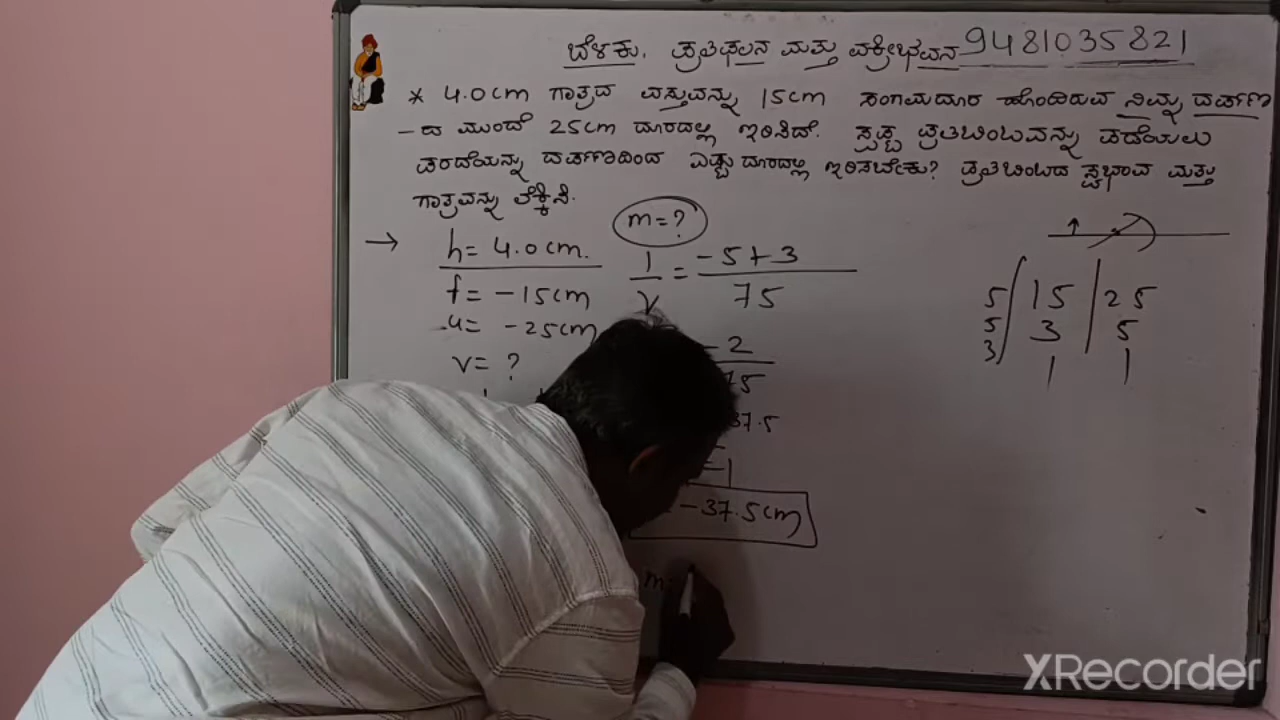 ಬೆಳಕು, ಪ್ರತಿಫಲನ ಮತ್ತು ವಕ್ರೀಭವನ 9481035821
* 4.0cm ಗಾತ್ರದ ವಸ್ತುವನ್ನು 15cm ಸಂಗಮದೂರ ಹೊಂದಿರುವ ನಿಮ್ನ ದರ್ಪಣ
- ದ ಮುಂದೆ 25cm ದೂರದಲ್ಲಿ ಇರಿಸಿದೆ. ಸ್ಪಷ್ಟ ಪ್ರತಿಬಿಂಬವನ್ನು ಪಡೆಯಲು
ಪರದೆಯನ್ನು ದರ್ಪಣದಿಂದ ಎಷ್ಟು ದೂರದಲ್ಲಿ ಇರಿಸಬೇಕು? ಪ್ರತಿಬಿಂಬದ ಸ್ವಭಾವ ಮತ್ತು
ಗಾತ್ರವನ್ನು ಲೆಕ್ಕಿಸಿ.
→ h = 4.0cm.
f = -15cm
u = -25cm
v = ?
m = ?
1/v = -5+3
75
- 2
75
37.5
= 1
= -37.5cm
m =
5 15 25
5 3 5
3 1 1
XRecorder